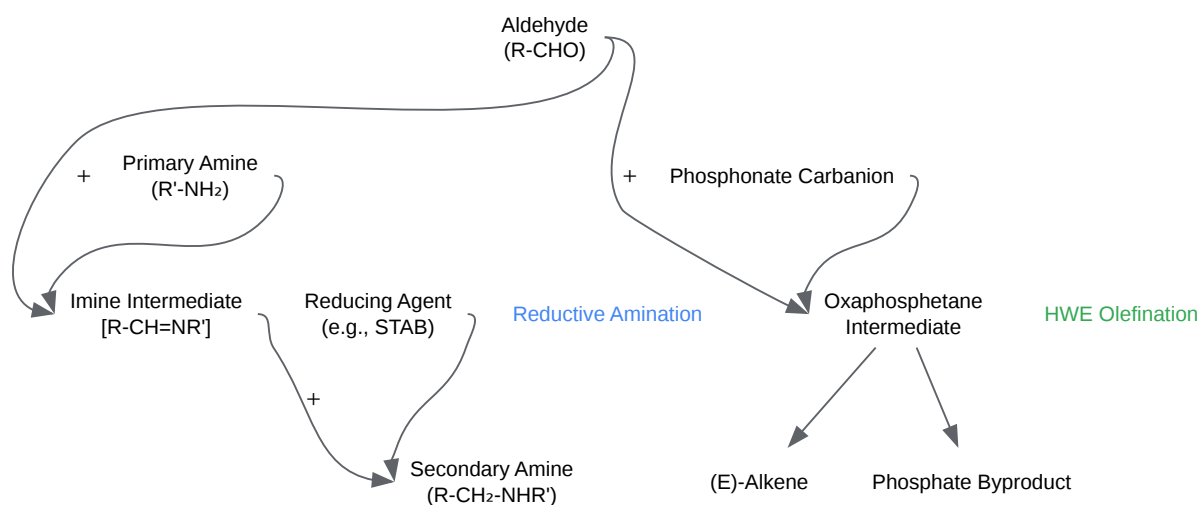 Aldehyde
(R-CHO)
+
Primary Amine
(R'-NH₂)
+
Phosphonate Carbanion
Imine Intermediate
[R-CH=NR']
Reducing Agent
(e.g., STAB)
Reductive Amination
Oxaphosphetane
Intermediate
HWE Olefination
+
Secondary Amine
(R-CH₂-NHR')
(E)-Alkene
Phosphate Byproduct